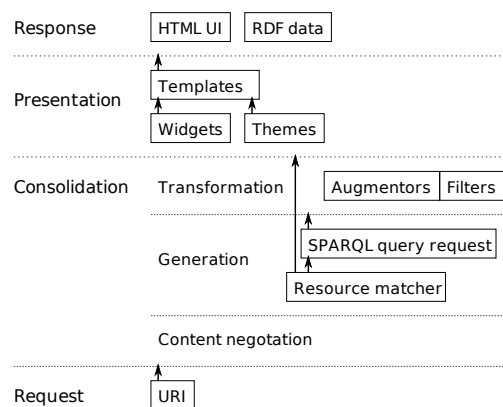 Response HTML UI RDF data
Templates
Presentation
Widgets Themes
Consolidation Transformation Augmentors Filters
SPARQL query request
Generation
Resource matcher
Content negotation
Request URI